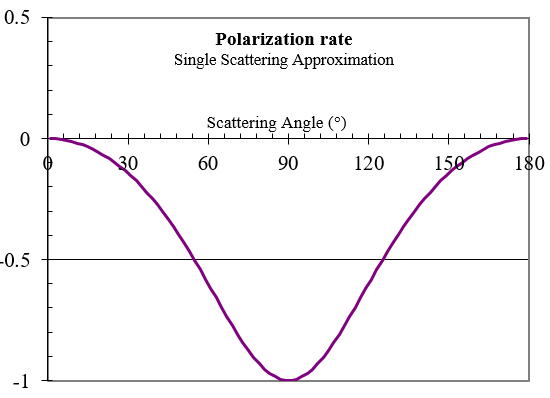 0.5
Polarization rate
Single Scattering Approximation
Scattering Angle (°)
0
0 30 60 90 120 150 180
-0.5
-1